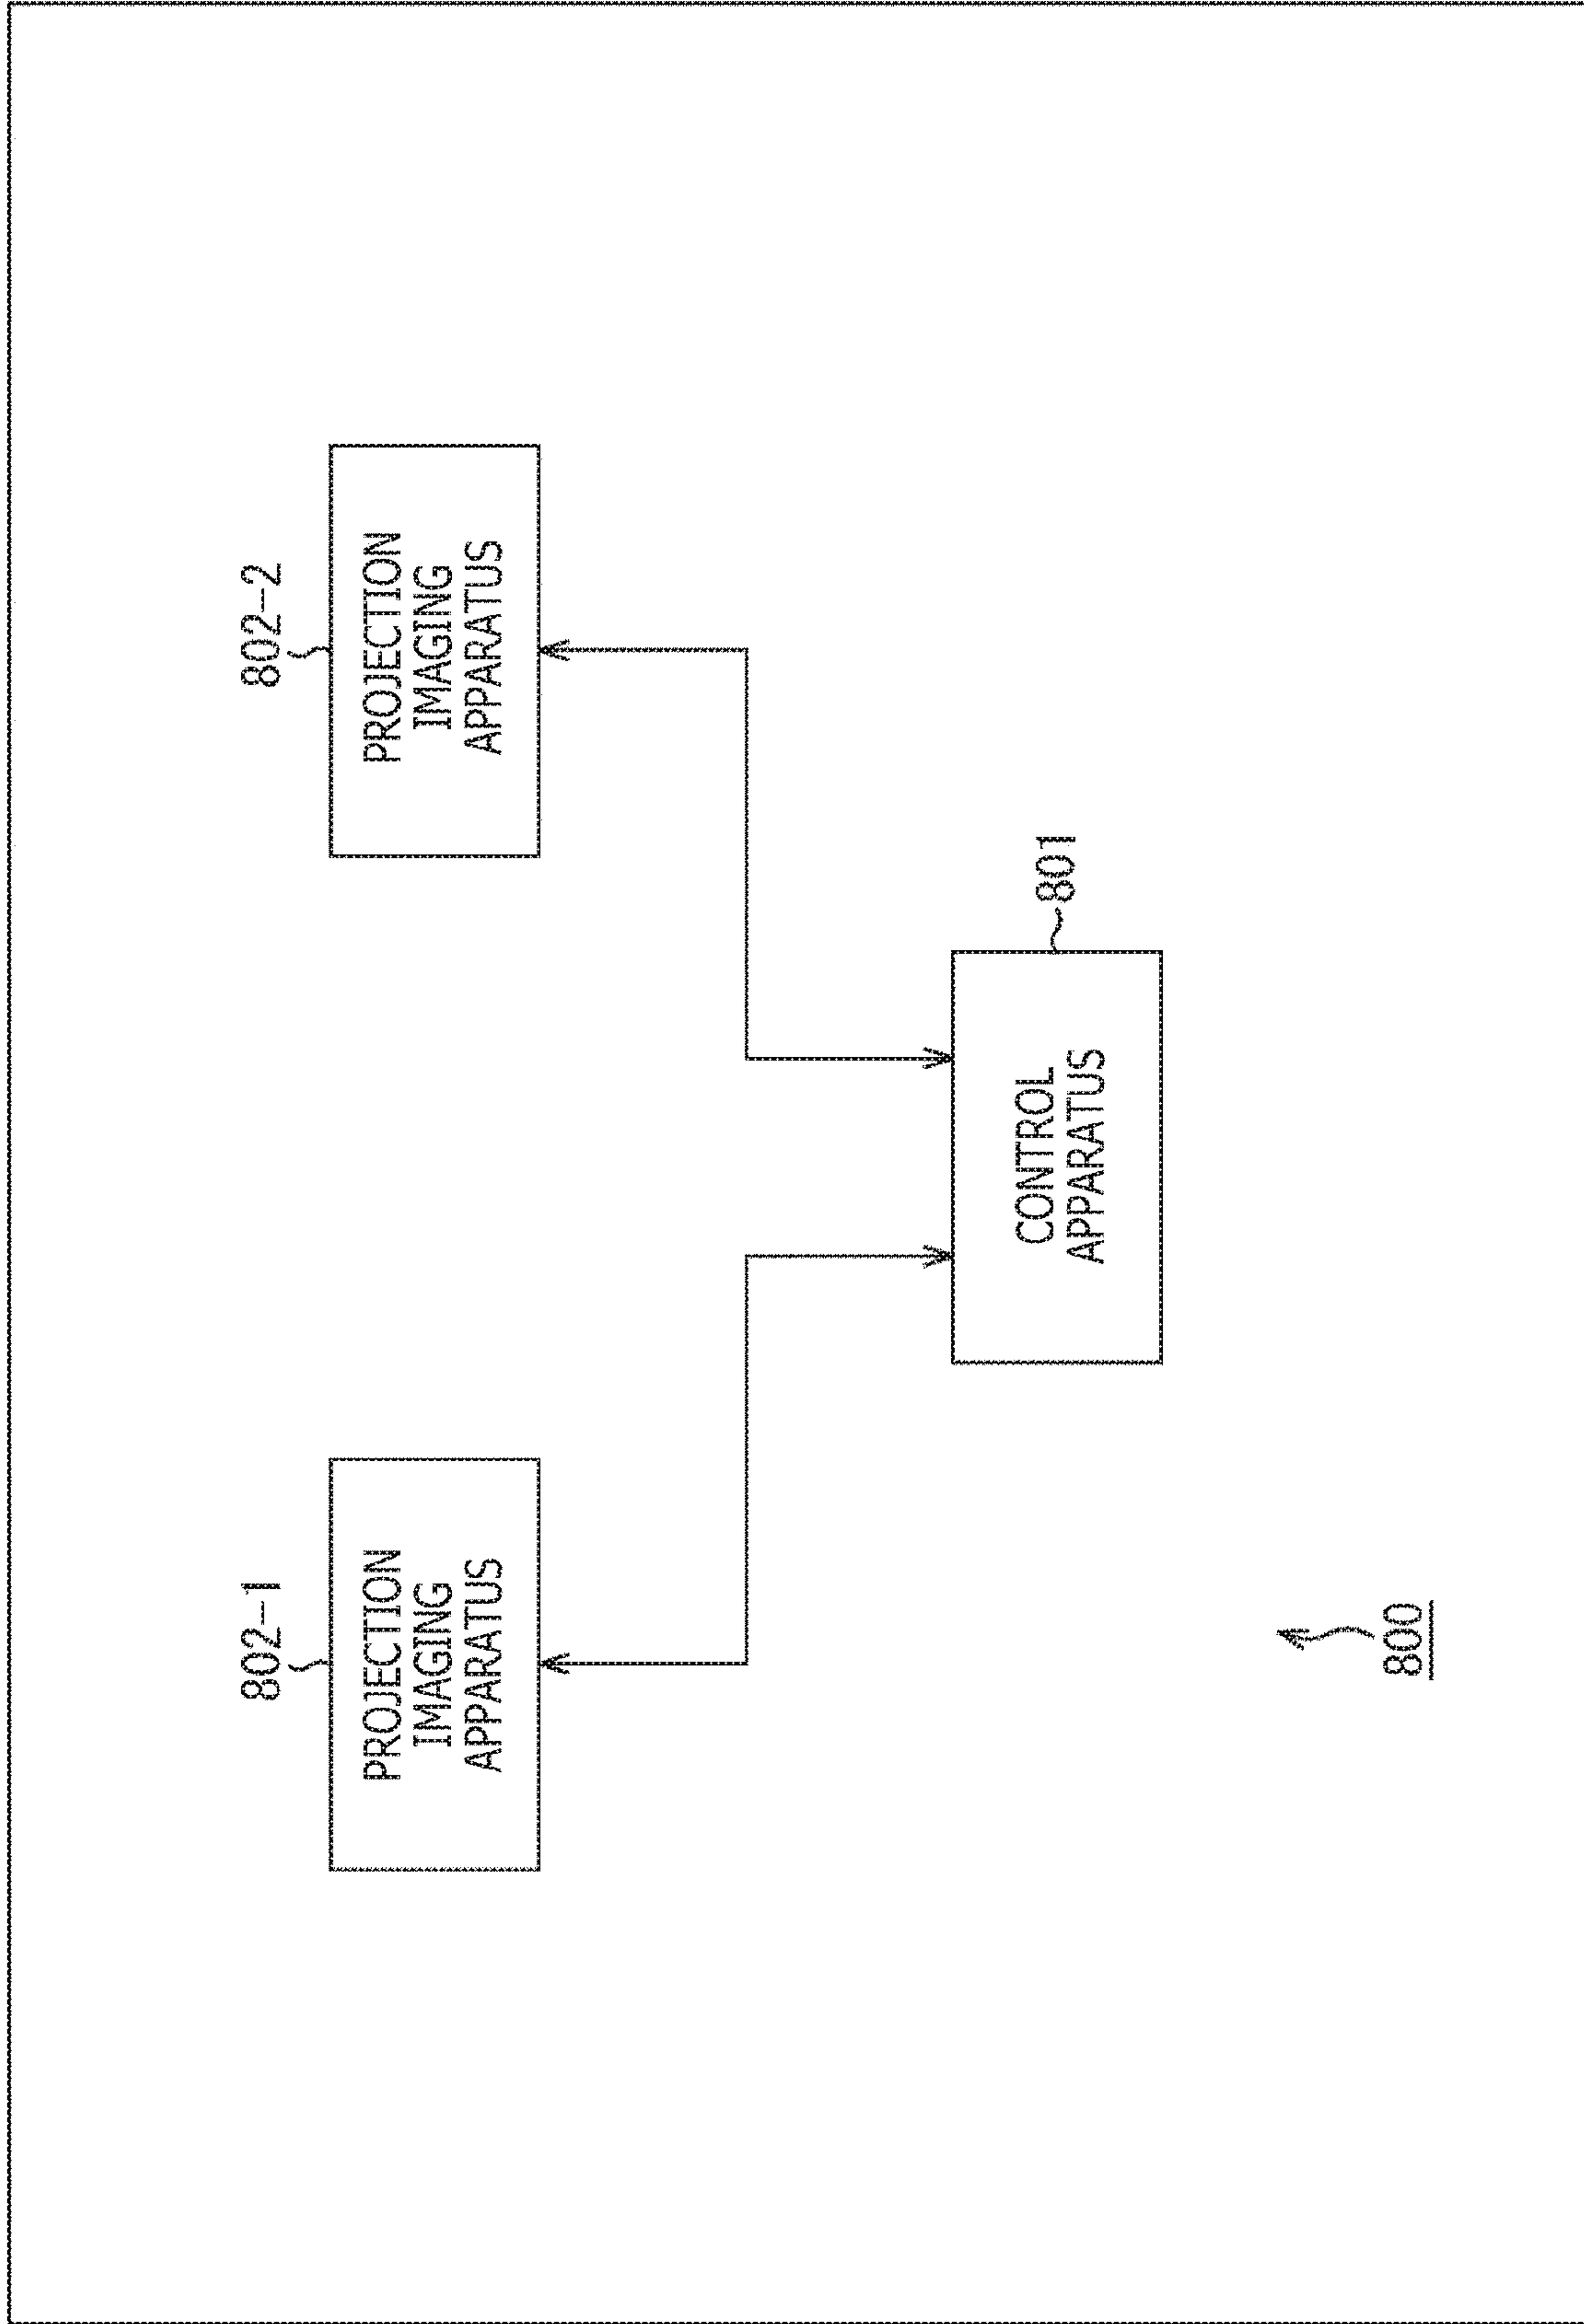 802-1
PROJECTION
IMAGING
APPARATUS
802-2
PROJECTION
IMAGING
APPARATUS
CONTROL
APPARATUS
801
800